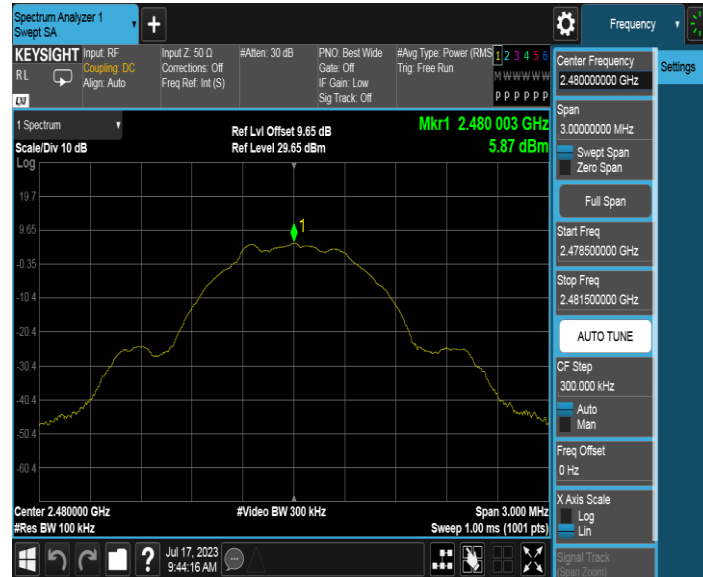 Spectrum Analyzer 1
Swept SA
+
Frequency
KEYSIGHT
RL
LXI
Input: RF
Coupling: DC
Align: Auto
Input Z: 50 Ω
Corrections: Off
Freq Ref: Int (S)
#Atten: 30 dB
PNO: Best Wide
Gate: Off
IF Gain: Low
Sig Track: Off
#Avg Type: Power (RMS
Trig: Free Run
1 2 3 4 5 6
M W W W W W
P P P P P P
1 Spectrum
Scale/Div 10 dB
Log
Ref Lvl Offset 9.65 dB
Ref Level 29.65 dBm
Mkr1 2.480 003 GHz
5.87 dBm
19.7
9.65
-0.35
-10.4
-20.4
-30.4
-40.4
-50.4
-60.4
1
Center 2.480000 GHz
#Res BW 100 kHz
#Video BW 300 kHz
Span 3.000 MHz
Sweep 1.00 ms (1001 pts)
?
Jul 17, 2023
9:44:16 AM
Settings
Center Frequency
2.480000000 GHz
Span
3.00000000 MHz
Swept Span
Zero Span
Full Span
Start Freq
2.478500000 GHz
Stop Freq
2.481500000 GHz
AUTO TUNE
CF Step
300.000 kHz
Auto
Man
Freq Offset
0 Hz
X Axis Scale
Log
Lin
Signal Track
(Span Zoom)